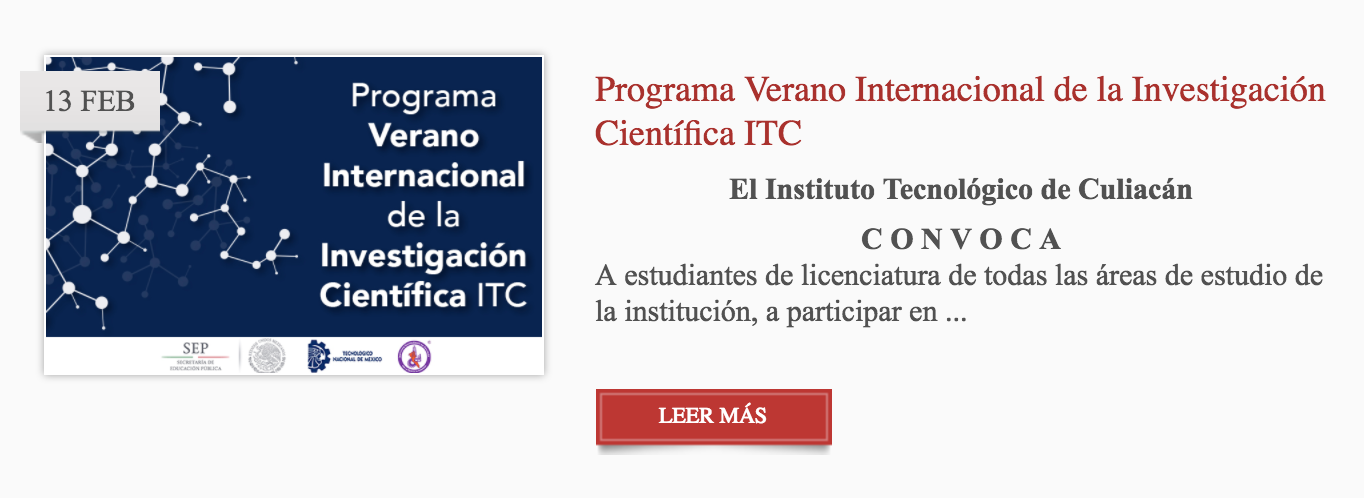 13 FEB
Programa
Verano
Internacional
de la
Investigación
Científica ITC
SEP
SECRETARÍA DE
EDUCACIÓN PÚBLICA
TECNOLÓGICO
NACIONAL DE MÉXICO
Programa Verano Internacional de la Investigación
Científica ITC
El Instituto Tecnológico de Culiacán
C O N V O C A
A estudiantes de licenciatura de todas las áreas de estudio de
la institución, a participar en ...
LEER MÁS